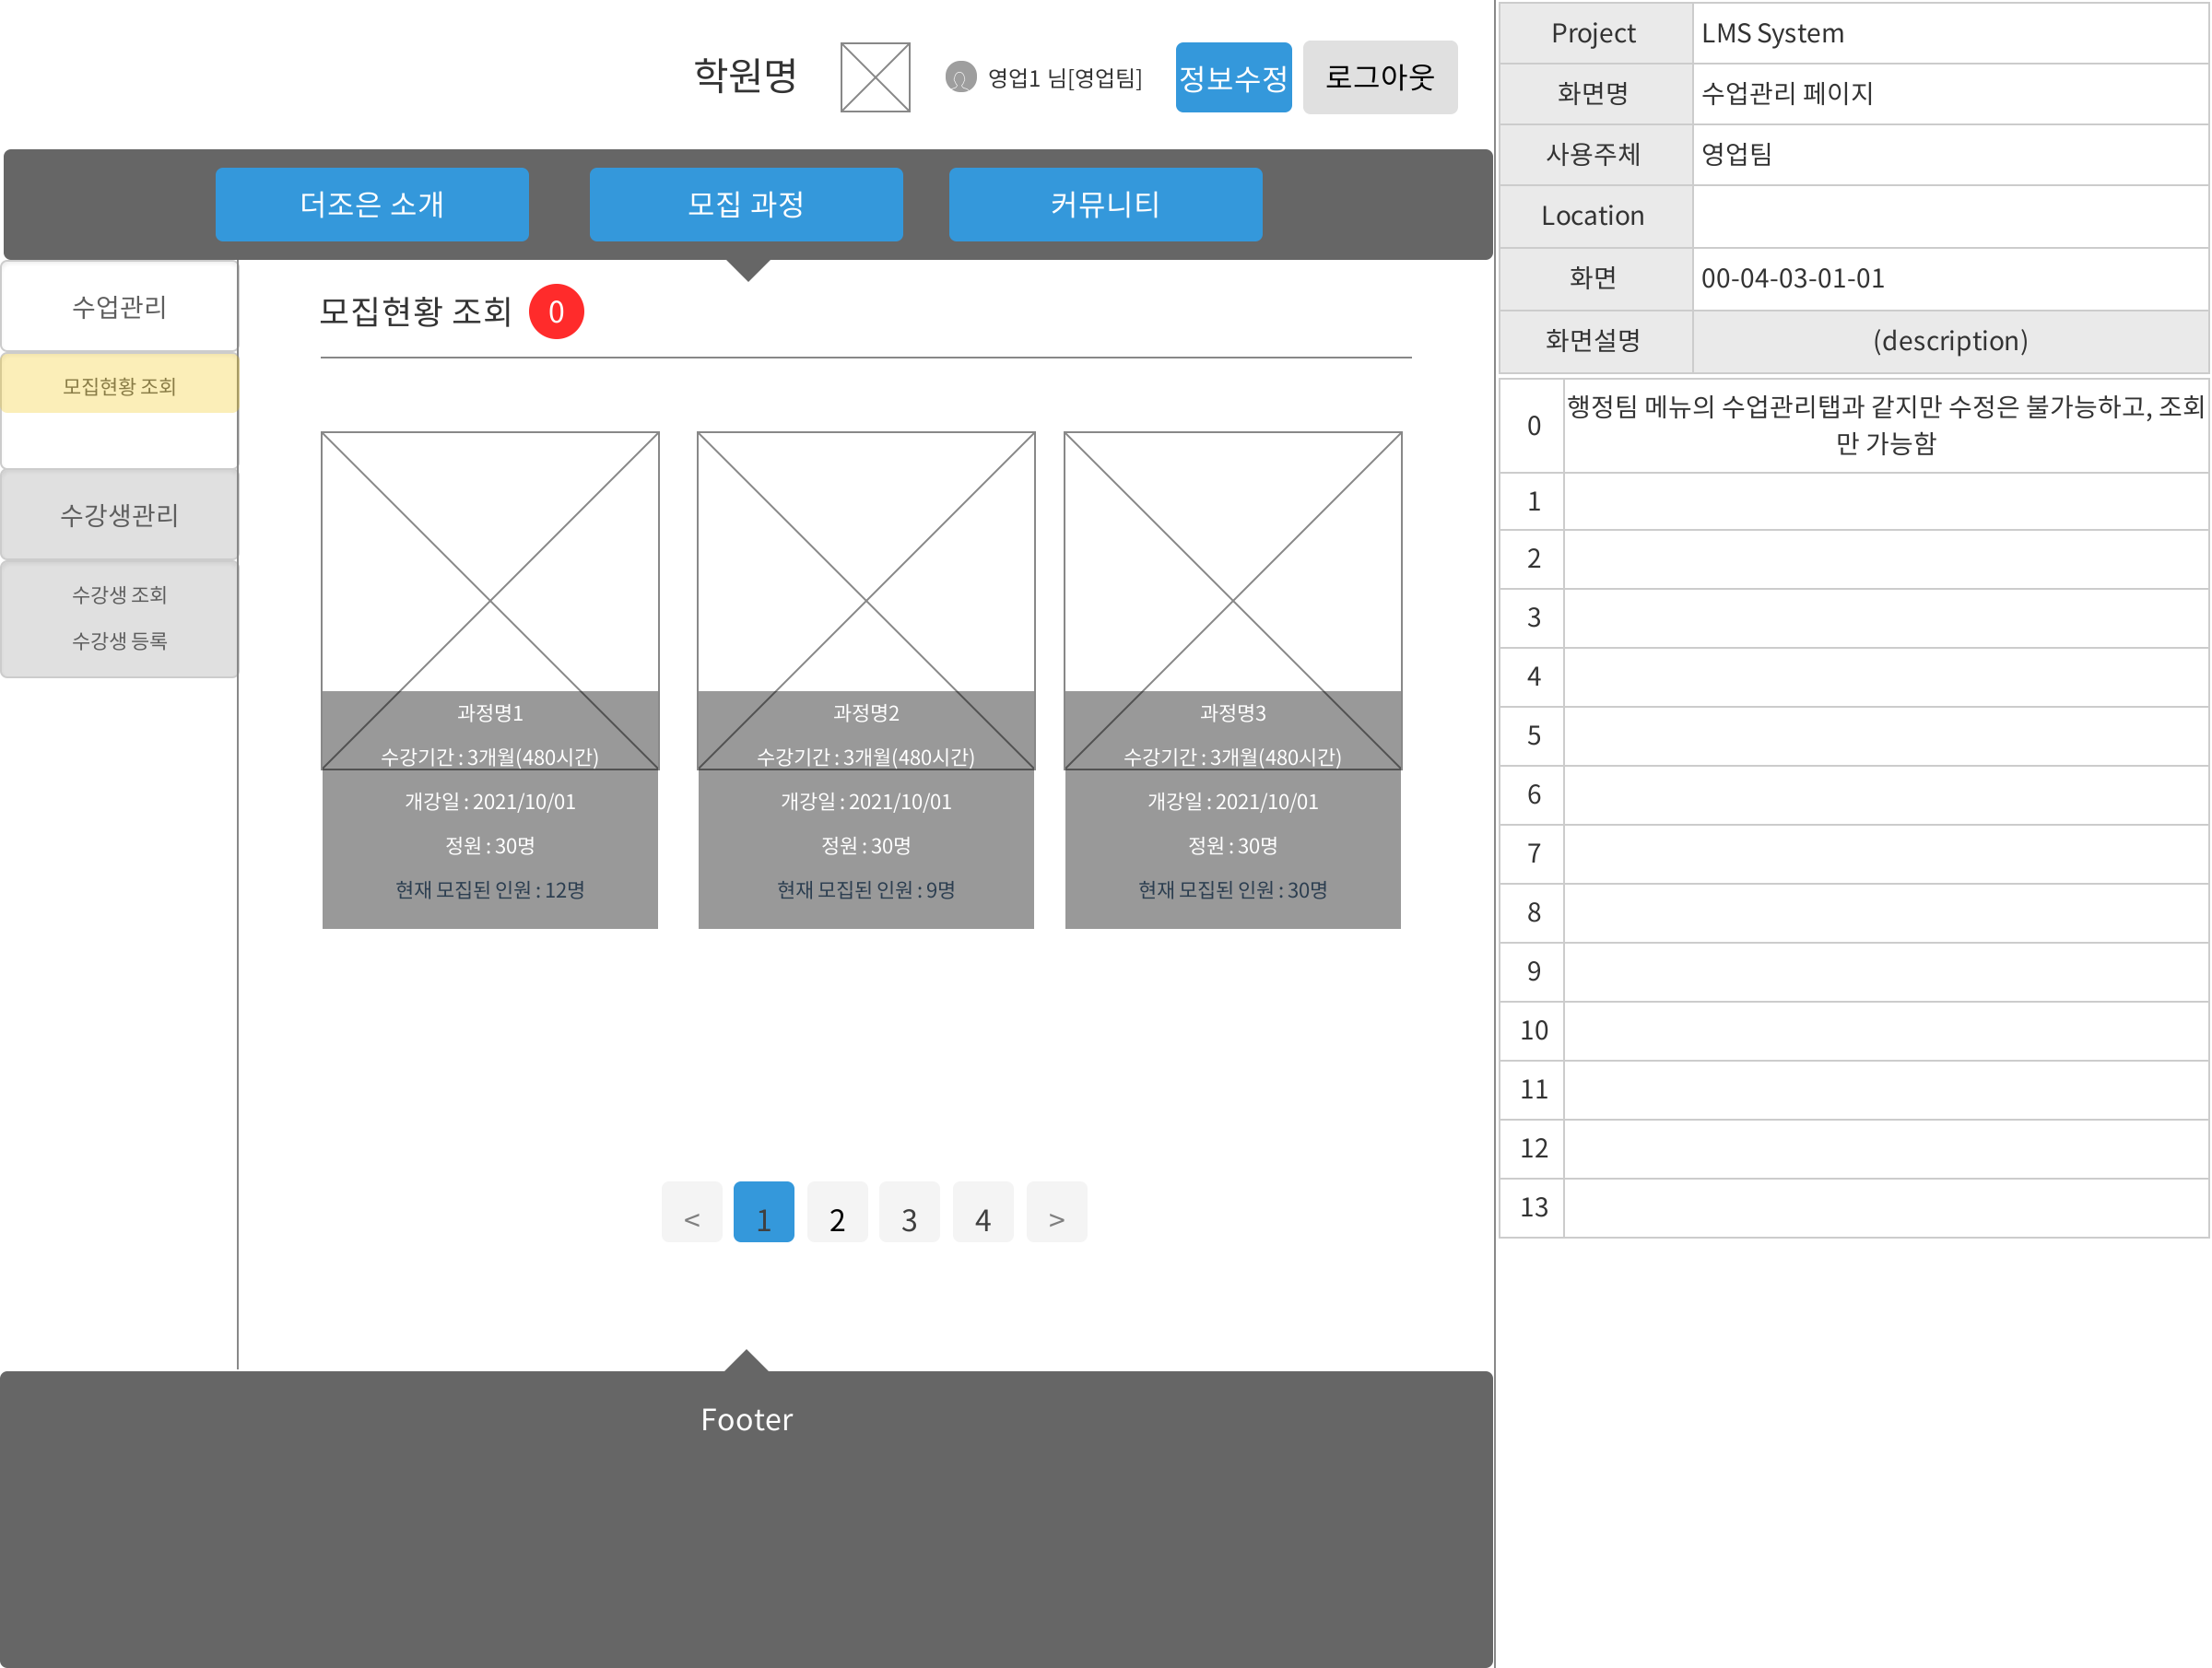 학원명
영업1 님[영업팀]
정보수정
로그아웃
더조은 소개
모집 과정
커뮤니티
수업관리
모집현황 조회
수강생관리
수강생 조회
수강생 등록
모집현황 조회 0
과정명1
수강기간 : 3개월(480시간)
개강일 : 2021/10/01
정원 : 30명
현재 모집된 인원 : 12명
과정명2
수강기간 : 3개월(480시간)
개강일 : 2021/10/01
정원 : 30명
현재 모집된 인원 : 9명
과정명3
수강기간 : 3개월(480시간)
개강일 : 2021/10/01
정원 : 30명
현재 모집된 인원 : 30명
< 1 2 3 4 >
Footer
Project LMS System
화면명 수업관리 페이지
사용주체 영업팀
Location
화면 00-04-03-01-01
화면설명 (description)
0 행정팀 메뉴의 수업관리탭과 같지만 수정은 불가능하고, 조회
만 가능함
1
2
3
4
5
6
7
8
9
10
11
12
13